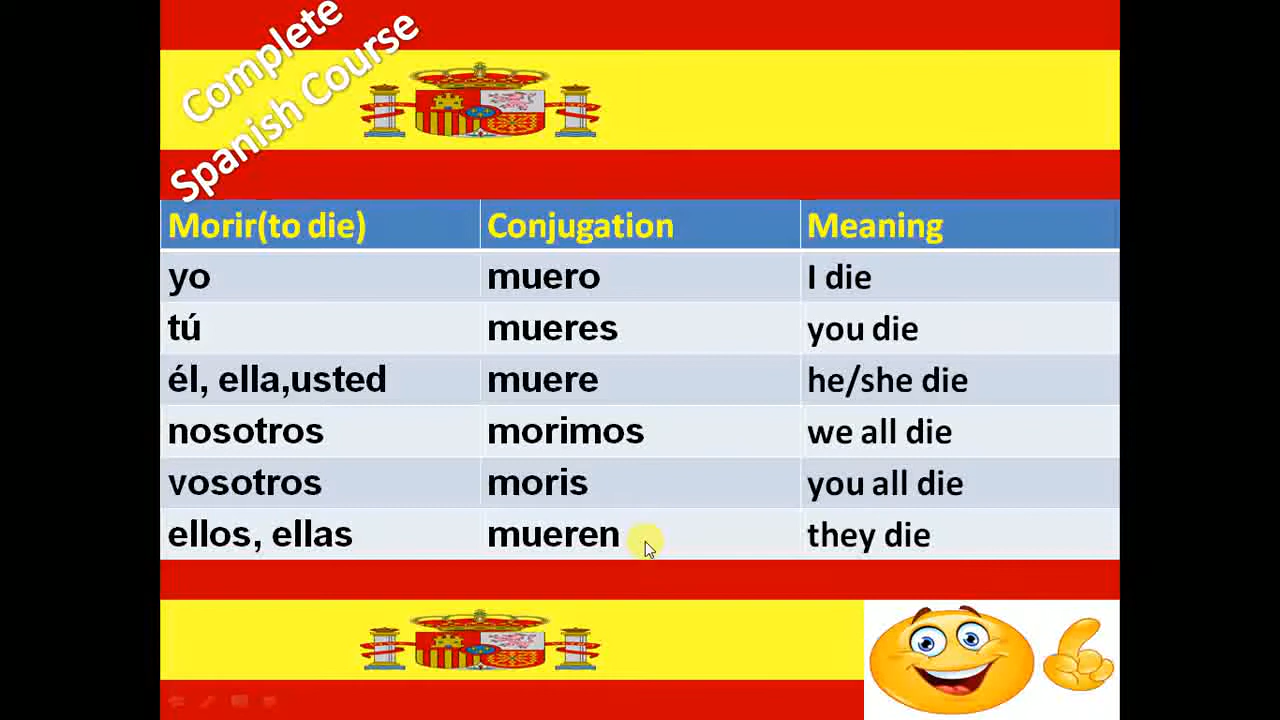 Complete
Spanish Course
Morir(to die) Conjugation Meaning
yo muero I die
tú mueres you die
él, ella,usted muere he/she die
nosotros morimos we all die
vosotros moris you all die
ellos, ellas mueren they die